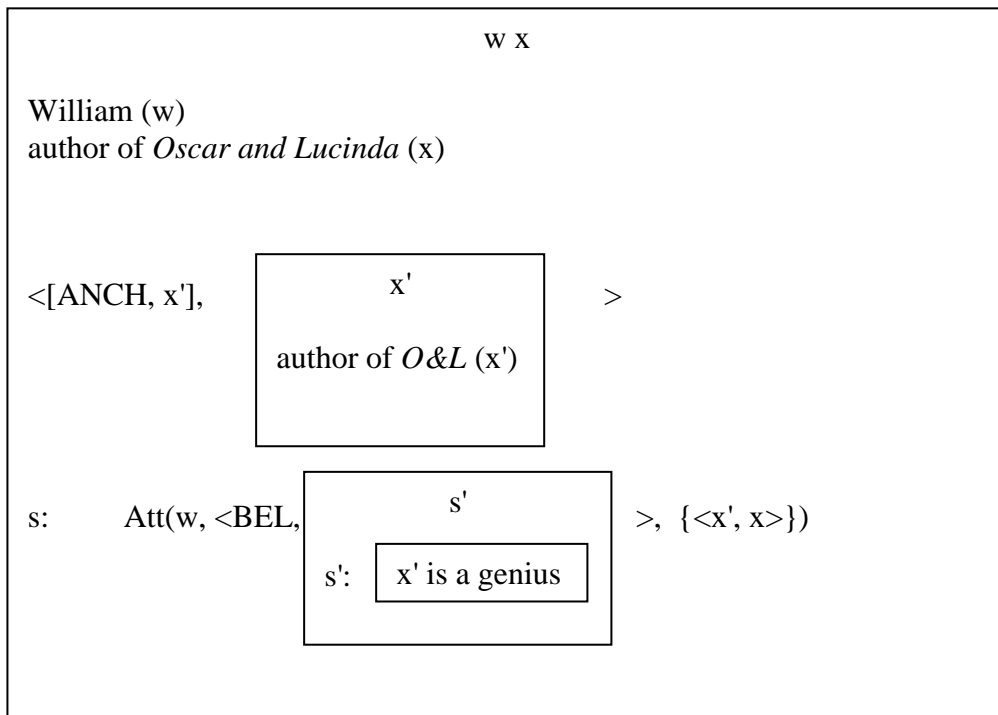 w x
William (w)
author of Oscar and Lucinda (x)
<[ANCH, x'], x' >
author of O&L (x')
s: Att(w, <BEL, s' >, {<x', x>})
s': x' is a genius